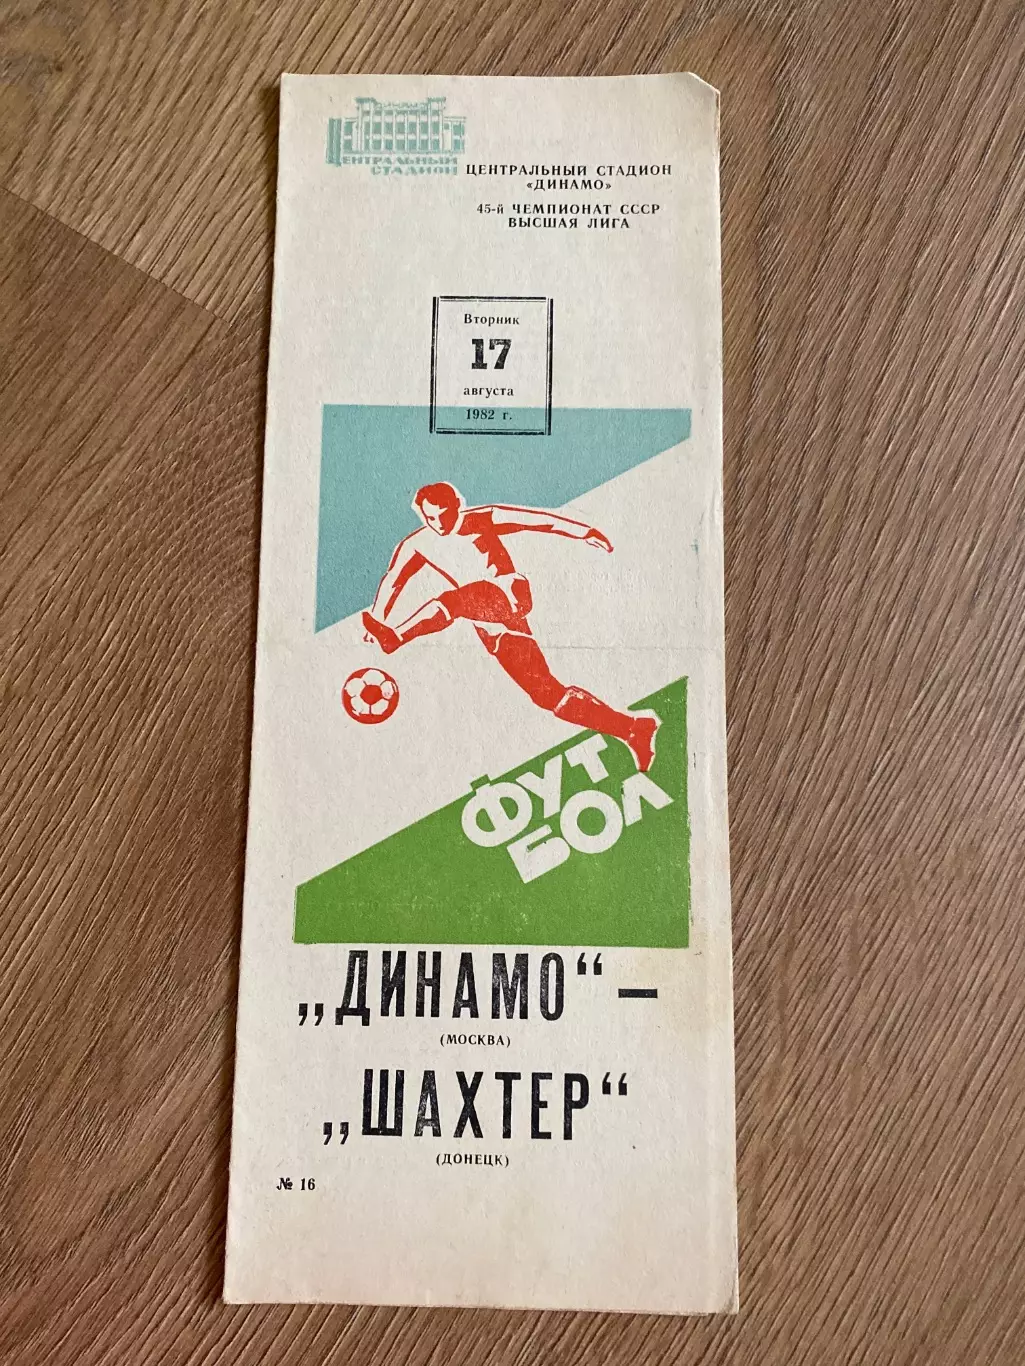 ЦЕНТРАЛЬНЫЙ
СТАДИОН
ЦЕНТРАЛЬНЫЙ СТАДИОН
«ДИНАМО»
45-й ЧЕМПИОНАТ СССР
ВЫСШАЯ ЛИГА
Вторник
17
августа
1982 г.
ФУТ
БОЛ
„ДИНАМО“ —
(МОСКВА)
„ШАХТЕР“
(ДОНЕЦК)
№ 16